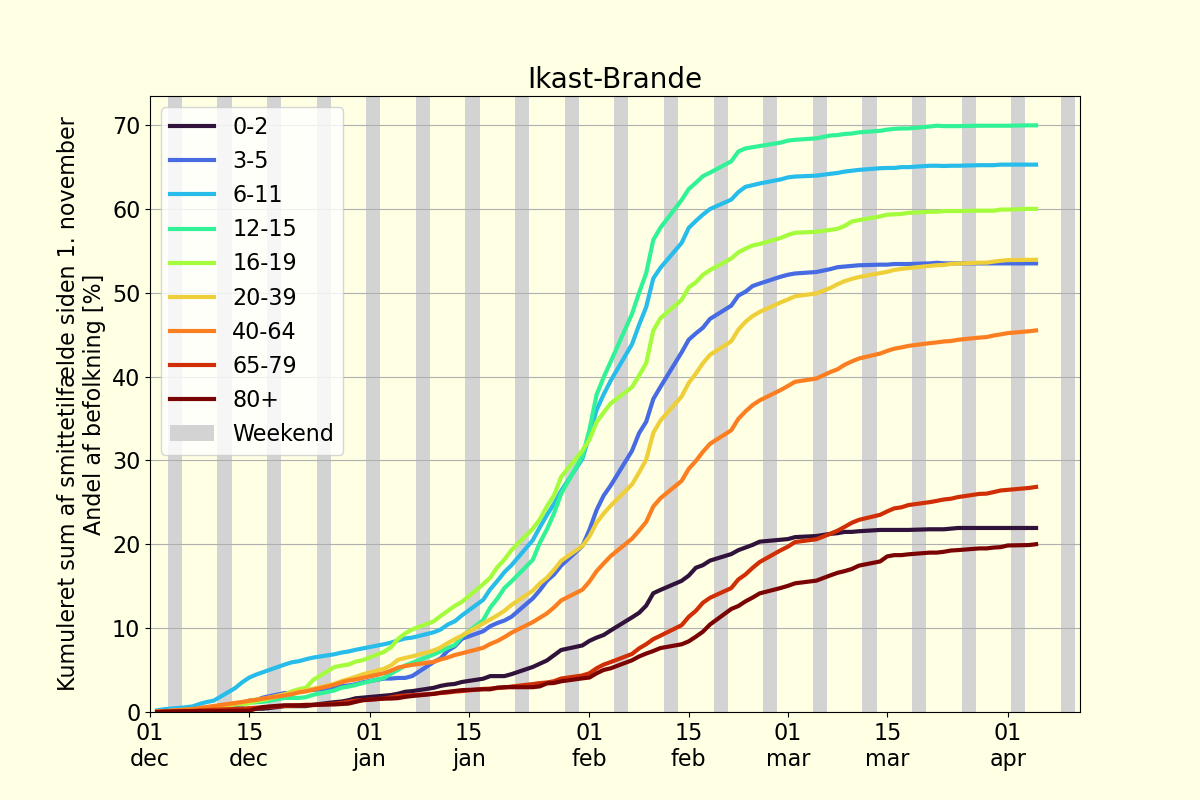 Ikast-Brande
Kumuleret sum af smittetilfælde siden 1. november
Andel af befolkning [%]
70
60
50
40
30
20
10
0
0-2
3-5
6-11
12-15
16-19
20-39
40-64
65-79
80+
Weekend
01 15 01 15 01 15 01 15 01
dec dec jan jan feb feb mar mar apr